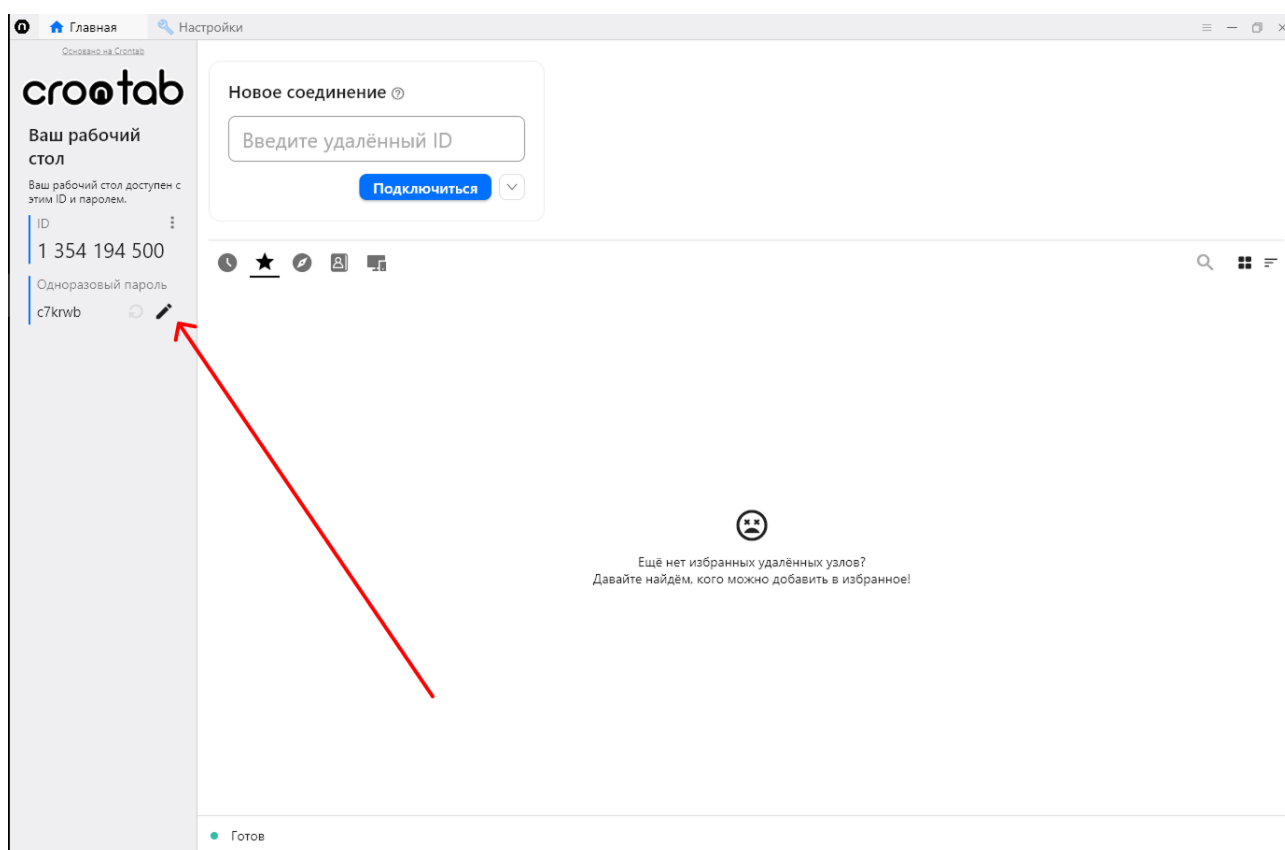 Главная
Настройки
Основано на Crontab
crontab
Ваш рабочий
стол
Ваш рабочий стол доступен с
этим ID и паролем.
ID
1 354 194 500
Одноразовый пароль
c7krwb
Новое соединение
Введите удалённый ID
Подключиться
Ещё нет избранных удалённых узлов?
Давайте найдём, кого можно добавить в избранное!
Готов